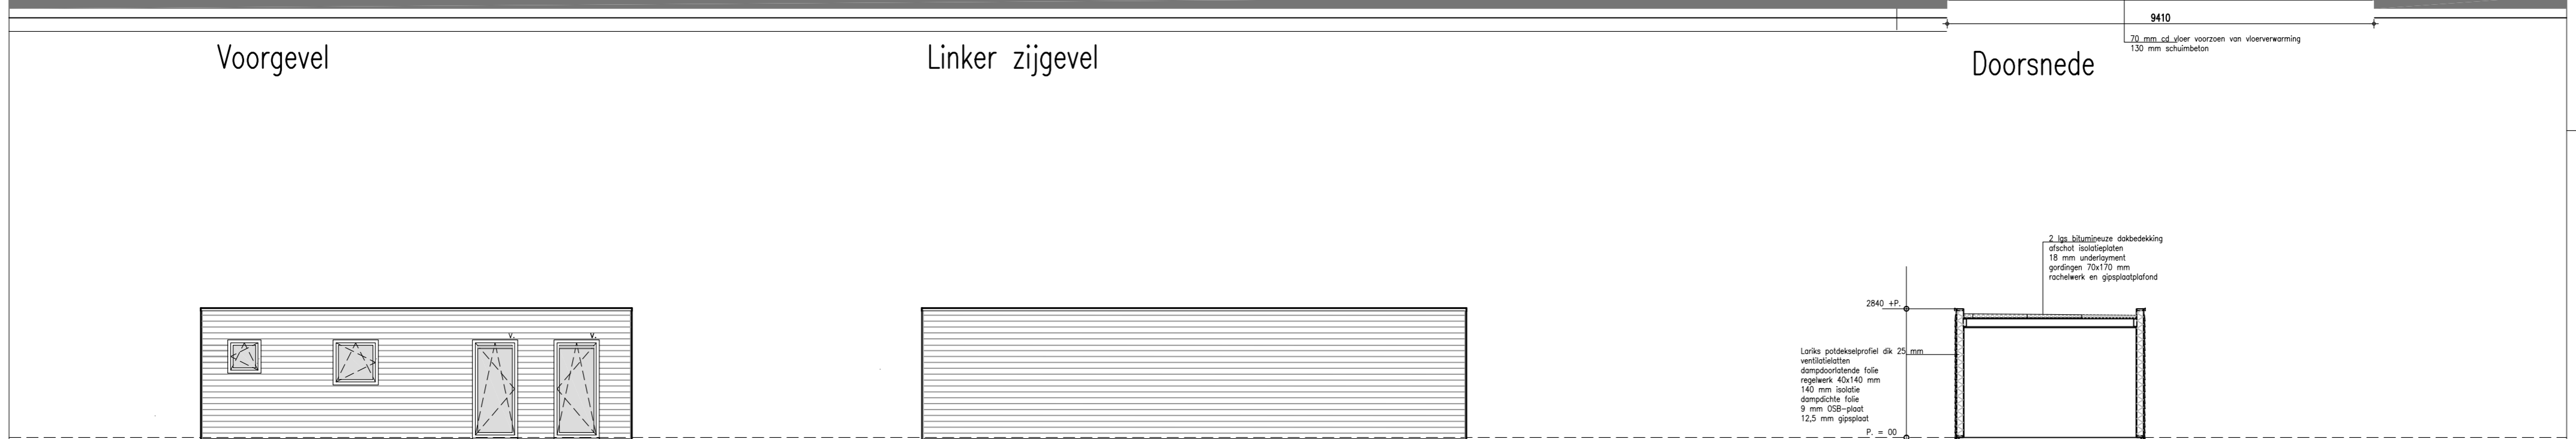 9410
70 mm cd vloer voorzoen van vloerverwarming
130 mm schuimbeton
Voorgevel
Linker zijgevel
Doorsnede
2 lgs bitumineuze dakbedekking
afschot isolatieplaten
18 mm underlayment
gordingen 70x170 mm
rachelwerk en gipsplaatplafond
2840 +P.
V.
V.
Lariks potdekselprofiel dik 25 mm
ventilatielatten
dampdoorlatende folie
regelwerk 40x140 mm
140 mm isolatie
dampdichte folie
9 mm OSB-plaat
12,5 mm gipsplaat
P. = 00